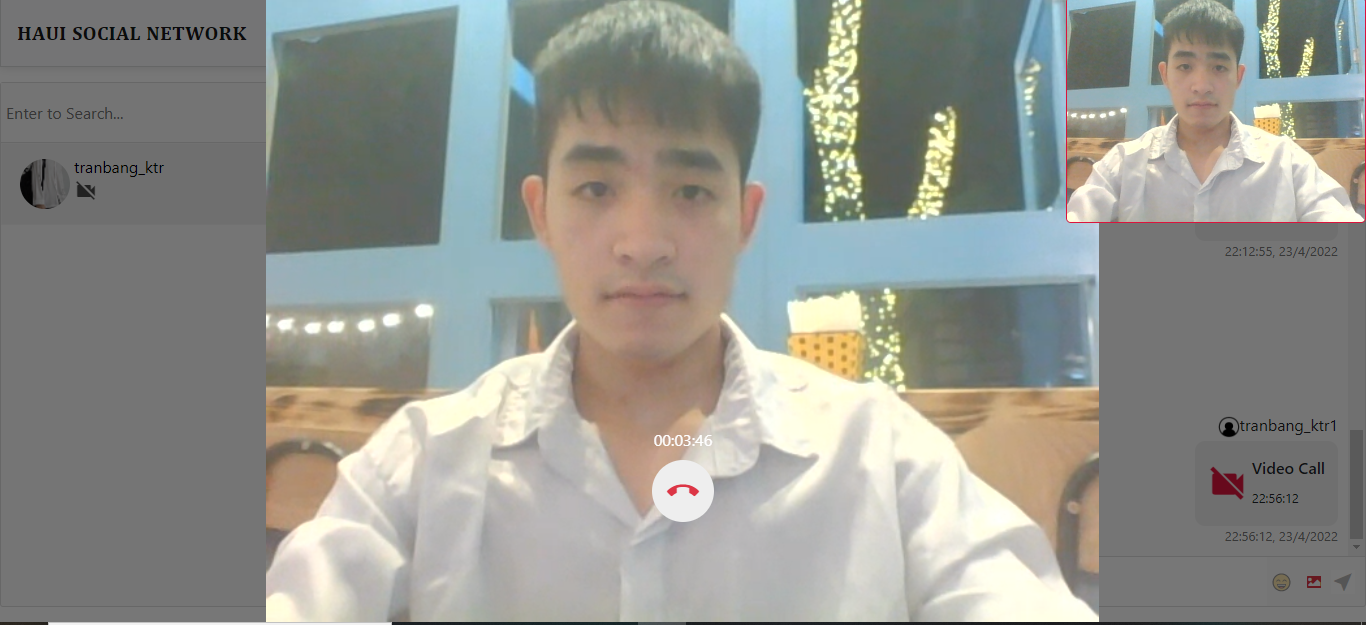 HAUI SOCIAL NETWORK
Enter to Search...
tranbang_ktr
22:12:55, 23/4/2022
tranbang_ktr1
Video Call
22:56:12
22:56:12, 23/4/2022
00:03:46